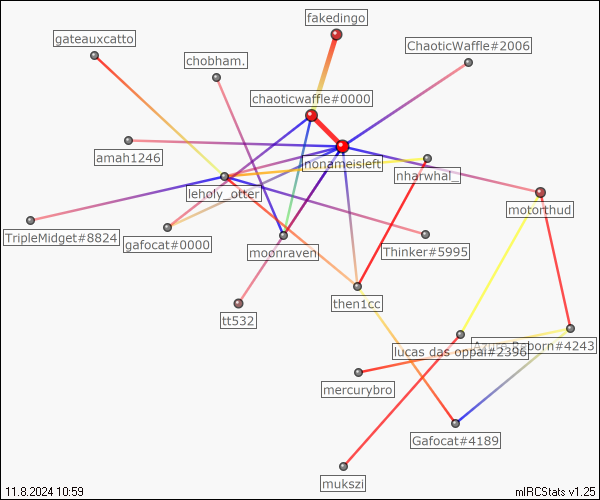 fakedingo
gateauxcatto
ChaoticWaffle#2006
chobham.
chaoticwaffle#0000
amah1246
nonameisleft
nharwhal_
leholy_otter
motorthud
TripleMidget#8824
gafocat#0000
moonraven
Thinker#5995
then1cc
tt532
lucas das oppai#2396
#4243
mercurybro
Gafocat#4189
mukszi
11.8.2024 10:59
mIRCStats v1.25